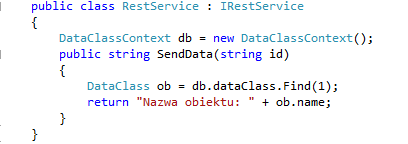 public class RestService : IRestService
{
DataClassContext db = new DataClassContext();
public string SendData(string id)
{
DataClass ob = db.dataClass.Find(1);
return "Nazwa obiektu: " + ob.name;
}
}